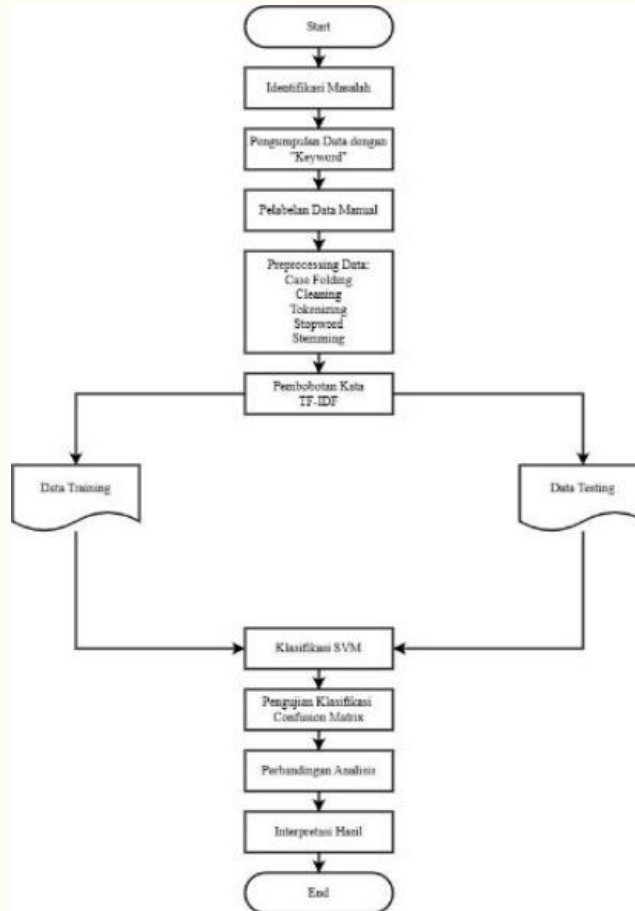 Start
Identifikasi Masalah
Pengumpulan Data dengan
"Keyword"
Pelabelan Data Manual
Preprocessing Data:
Case Folding
Cleaning
Tokenizing
Stopword
Stemming
Pembobotan Kata
TF-IDF
Data Training
Data Testing
Klasifikasi SVM
Pengujian Klasifikasi
Confusion Matrix
Perbandingan Analisis
Interpretasi Hasil
End